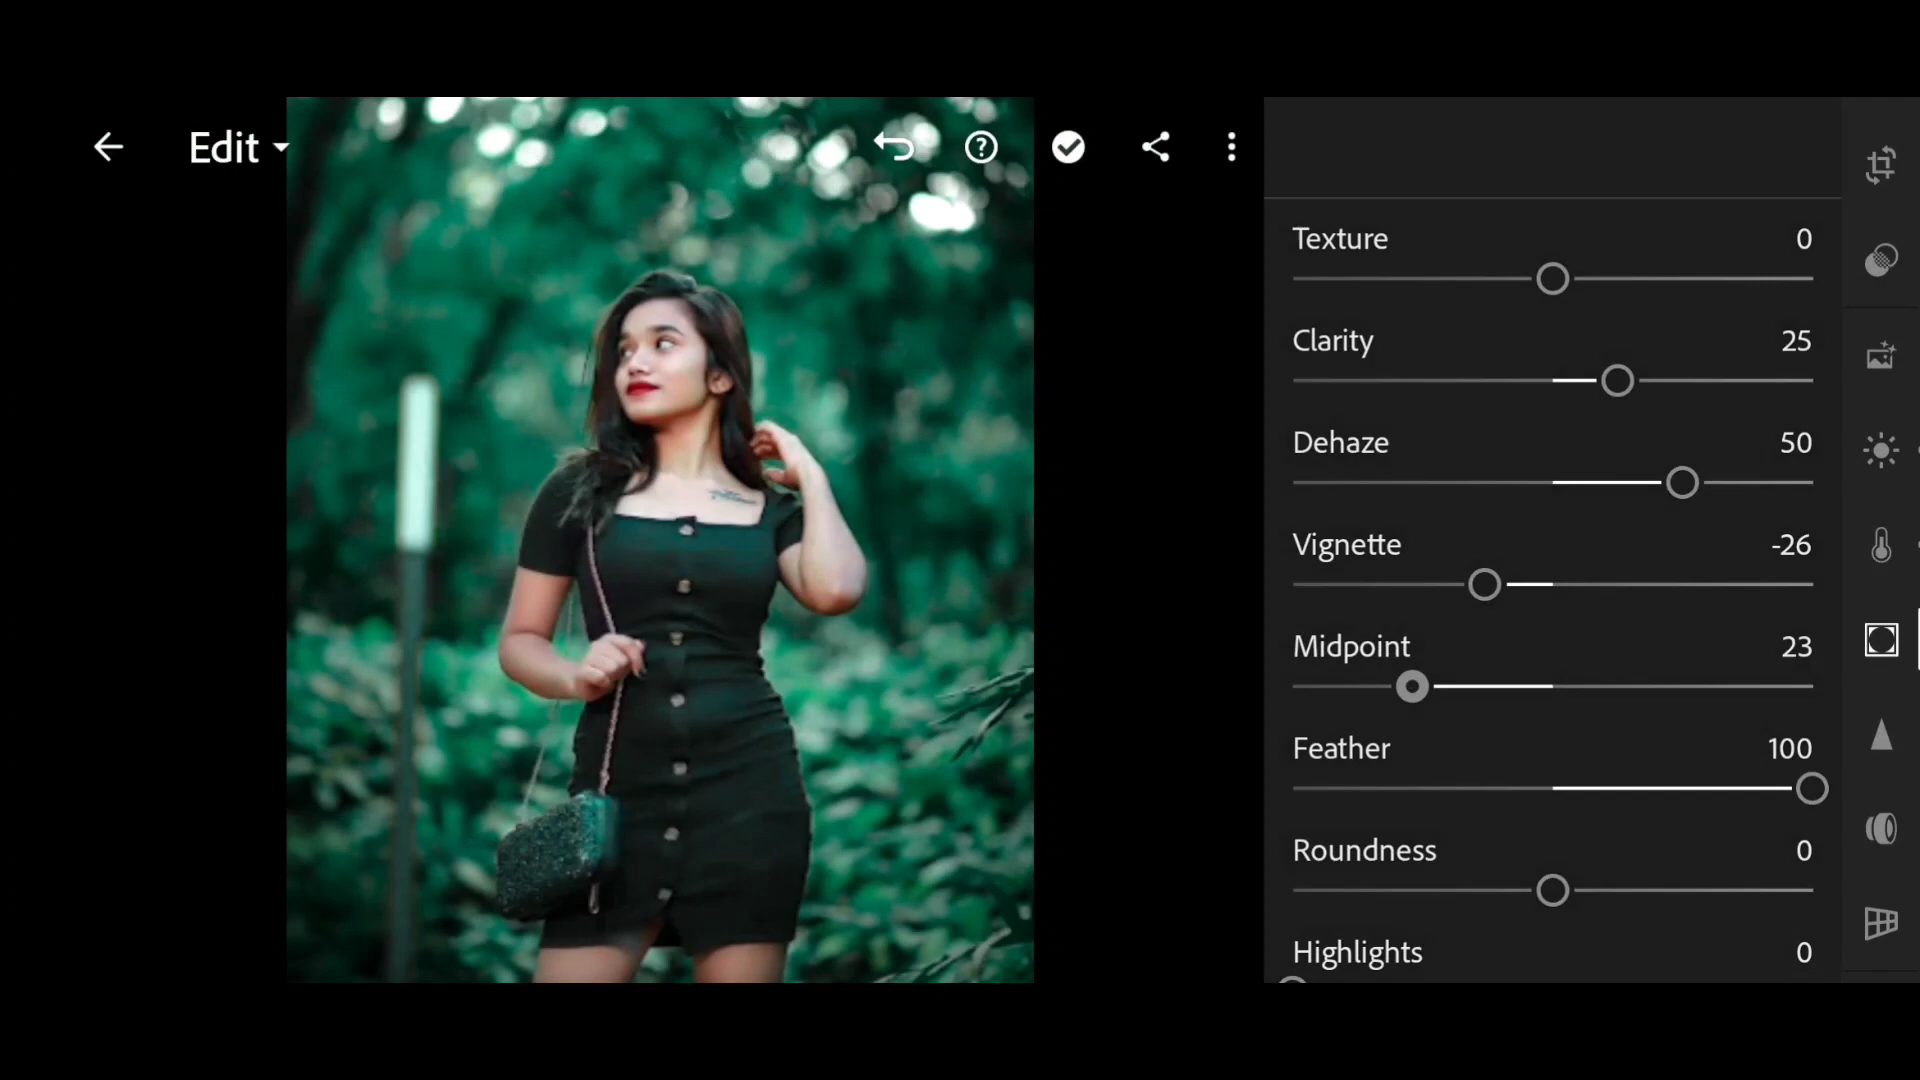 Edit
Texture 0
Clarity 25
Dehaze 50
Vignette -26
Midpoint 23
Feather 100
Roundness 0
Highlights 0